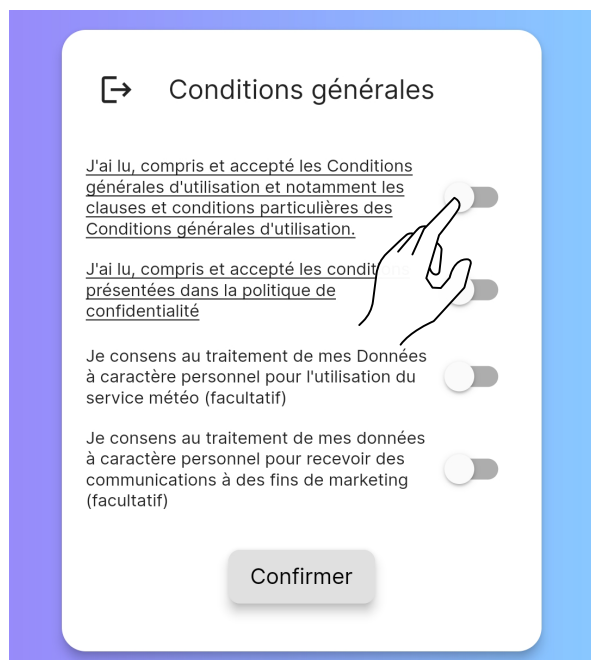 Conditions générales
J'ai lu, compris et accepté les Conditions
générales d'utilisation et notamment les
clauses et conditions particulières des
Conditions générales d'utilisation.
J'ai lu, compris et accepté les conditions
présentées dans la politique de
confidentialité
Je consens au traitement de mes Données
à caractère personnel pour l'utilisation du
service météo (facultatif)
Je consens au traitement de mes données
à caractère personnel pour recevoir des
communications à des fins de marketing
(facultatif)
Confirmer